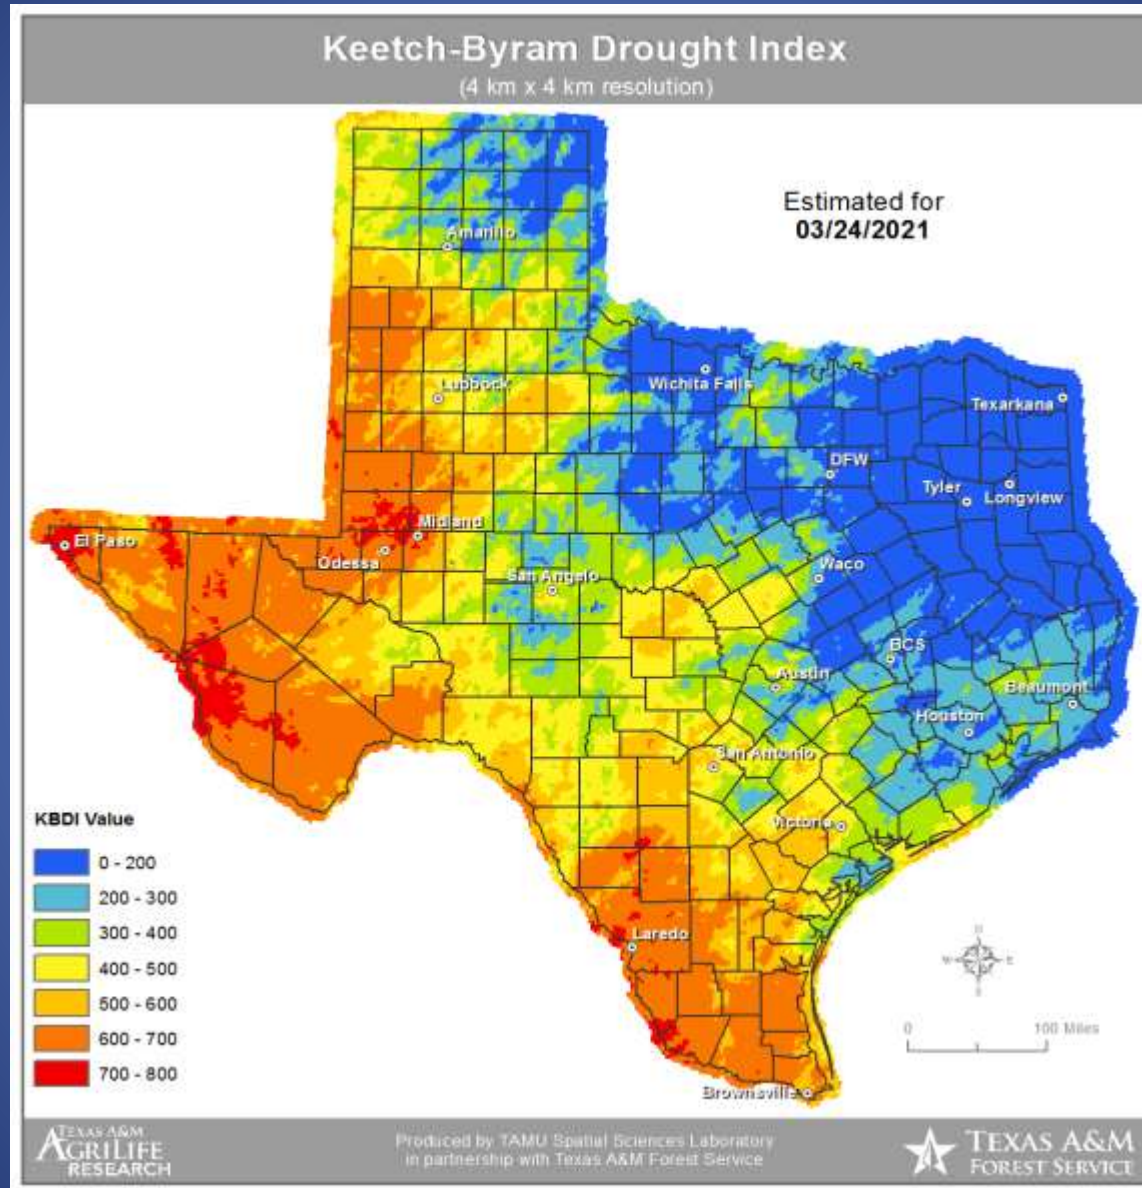 Keetch-Byram Drought Index
(4 km x 4 km resolution)
Estimated for
03/24/2021
Amarillo
Lubbock
Wichita Falls
Texarkana
DFW
Tyler
Longview
Midland
El Paso
Odessa
San Angelo
Waco
BCS
Austin
Beaumont
Houston
San Antonio
Victoria
KBDI Value
0 - 200
200 - 300
300 - 400
400 - 500
500 - 600
600 - 700
700 - 800
Laredo
N
W E
S
0 100 Miles
Brownsville
TEXAS A&M
AGRILIFE
RESEARCH
Produced by TAMU Spatial Sciences Laboratory
in partnership with Texas A&M Forest Service
TEXAS A&M
FOREST SERVICE